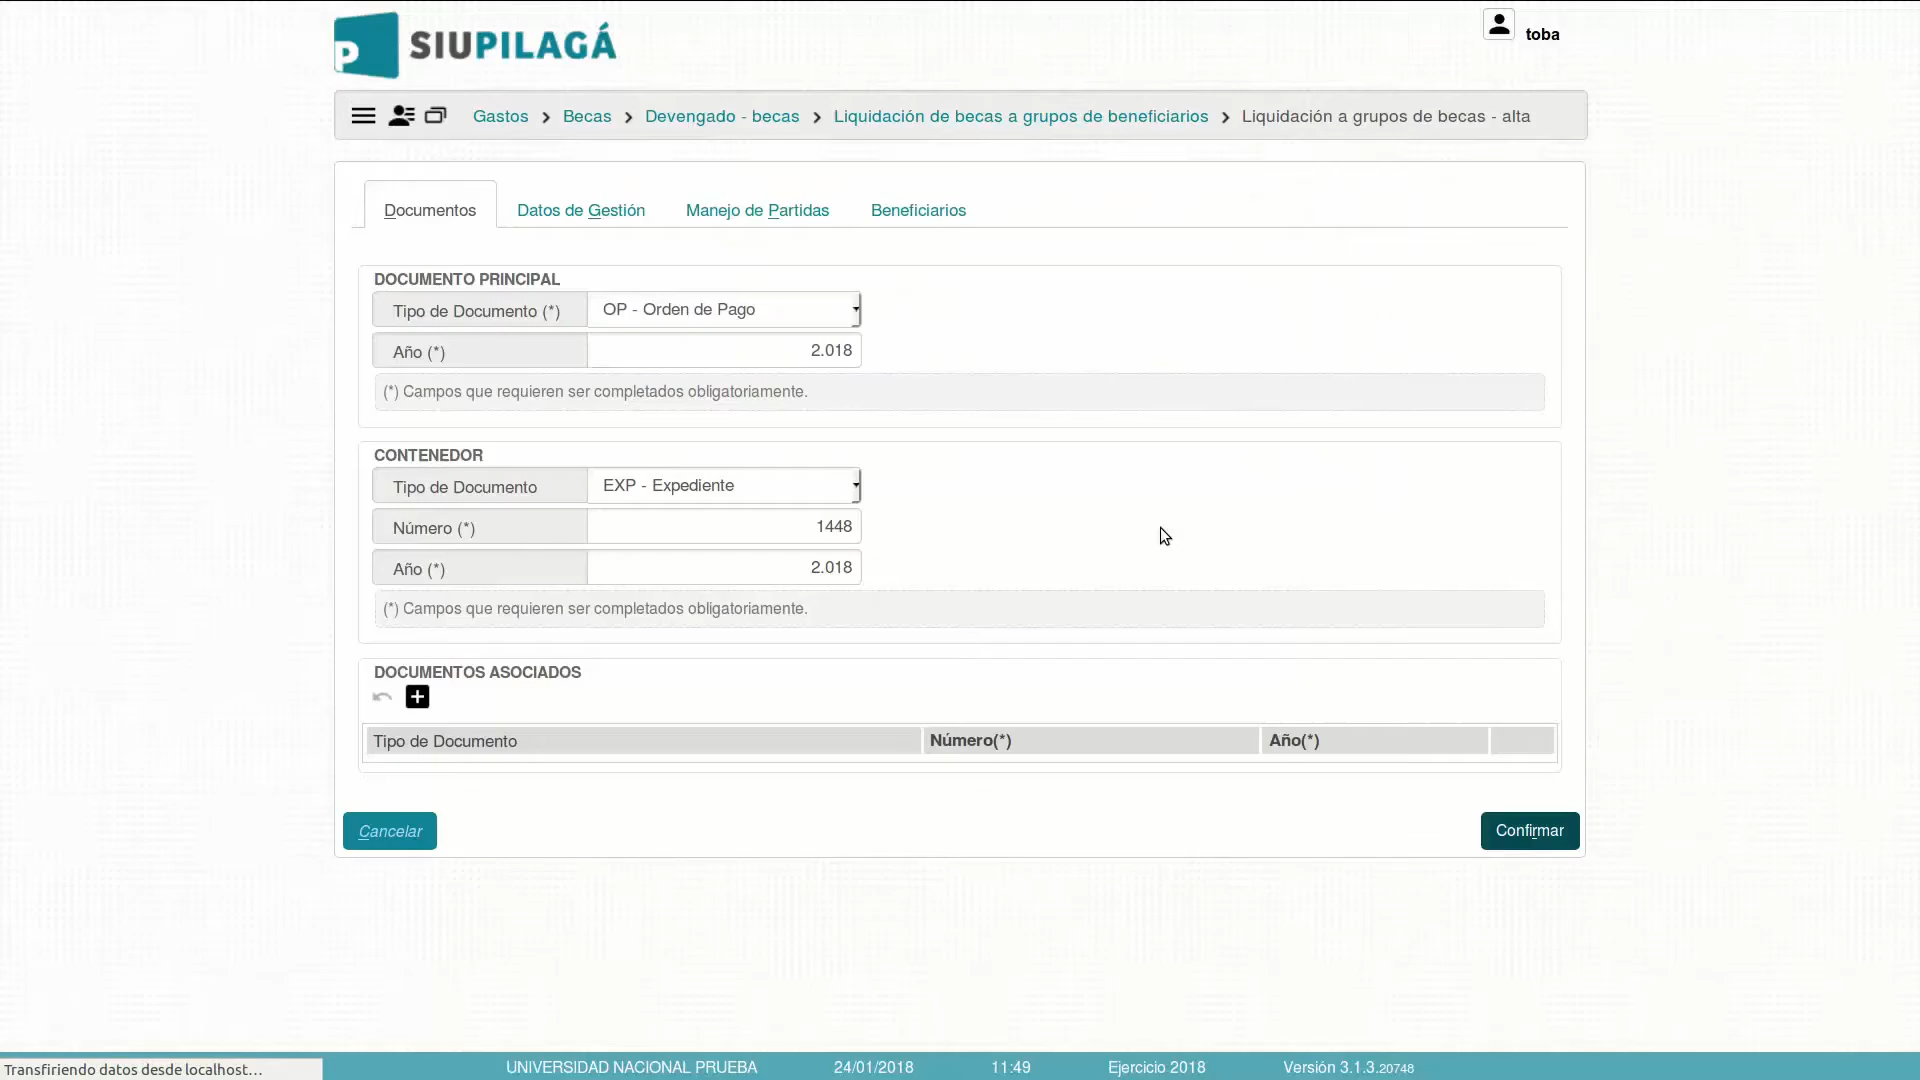 P SIUPILAGÁ
toba
Gastos > Becas > Devengado - becas > Liquidación de becas a grupos de beneficiarios > Liquidación a grupos de becas - alta
Documentos Datos de Gestión Manejo de Partidas Beneficiarios
DOCUMENTO PRINCIPAL
Tipo de Documento (*) OP - Orden de Pago
Año (*) 2.018
(*) Campos que requieren ser completados obligatoriamente.
CONTENEDOR
Tipo de Documento EXP - Expediente
Número (*) 1448
Año (*) 2.018
(*) Campos que requieren ser completados obligatoriamente.
DOCUMENTOS ASOCIADOS
Tipo de Documento Número(*) Año(*)
Cancelar Confirmar
UNIVERSIDAD NACIONAL PRUEBA 24/01/2018 11:49 Ejercicio 2018 Versión 3.1.3.20748
Transfiriendo datos desde localhost...